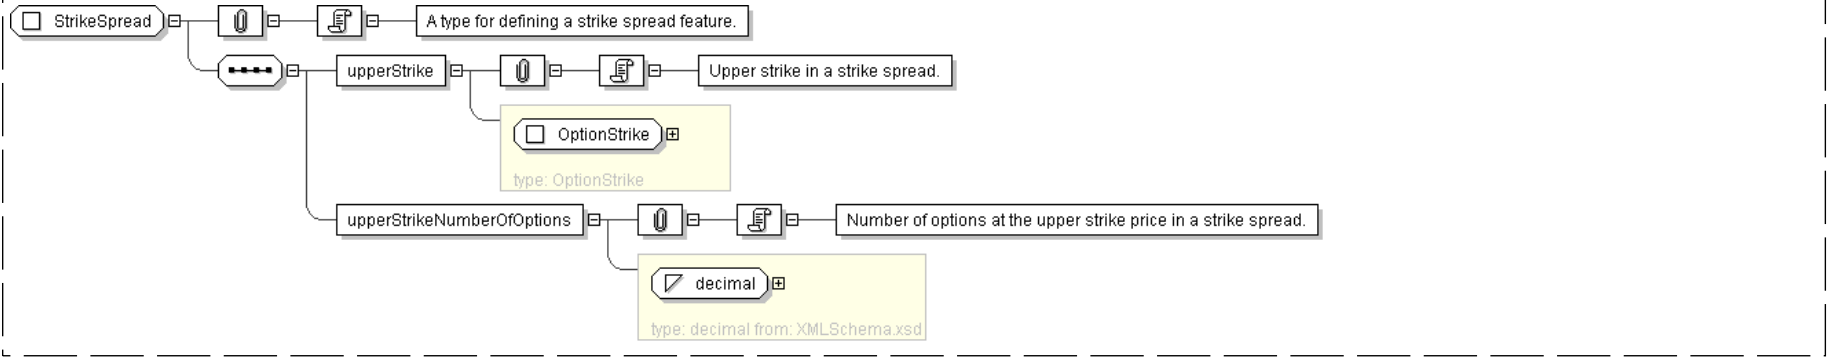 StrikeSpread
A type for defining a strike spread feature.
upperStrike
Upper strike in a strike spread.
OptionStrike
type: OptionStrike
upperStrikeNumberOfOptions
Number of options at the upper strike price in a strike spread.
decimal
type: decimal from: XMLSchema.xsd